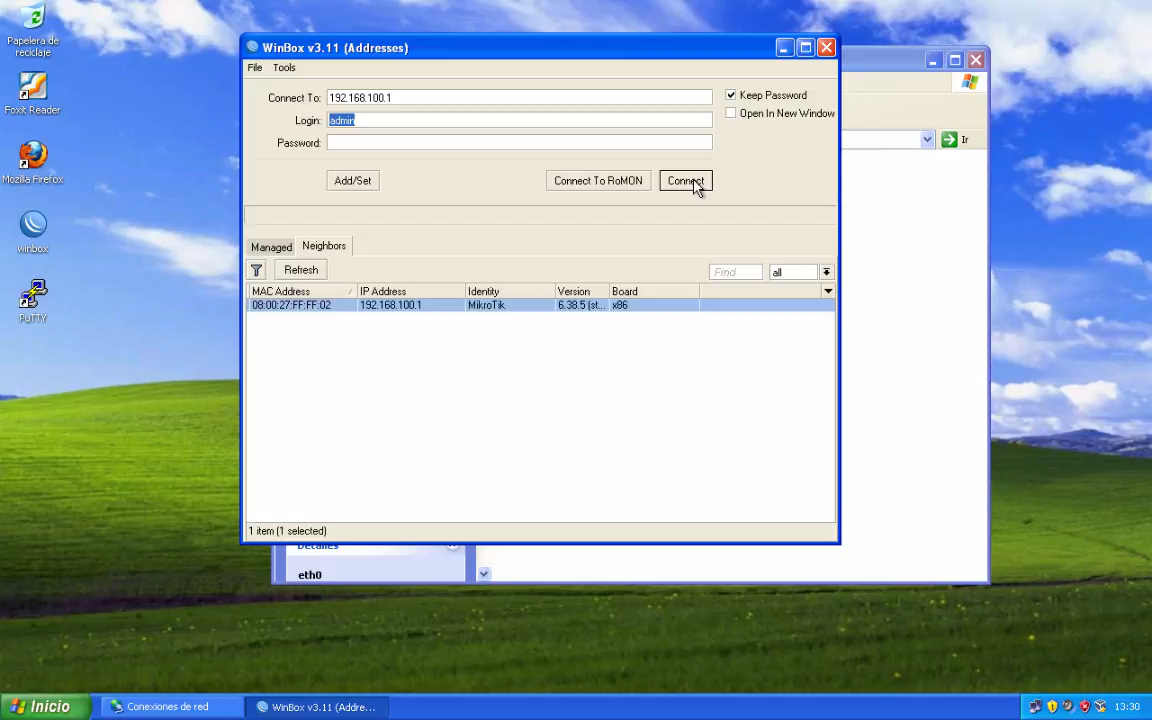 Papelera de
reciclaje
Foxit Reader
Mozilla Firefox
winbox
PuTTY
WinBox v3.11 (Addresses)
File Tools
Connect To: 192.168.100.1
Keep Password
Login: admin
Open In New Window
Password:
Add/Set
Connect To RoMON
Connect
Ir
Managed
Neighbors
Refresh
Find
all
MAC Address IP Address Identity Version Board
08:00:27:FF:FF:02 192.168.100.1 MikroTik 6.38.5 (st... x86
1 item (1 selected)
Detalles
eth0
Inicio
Conexiones de red
WinBox v3.11 (Addre...
13:30